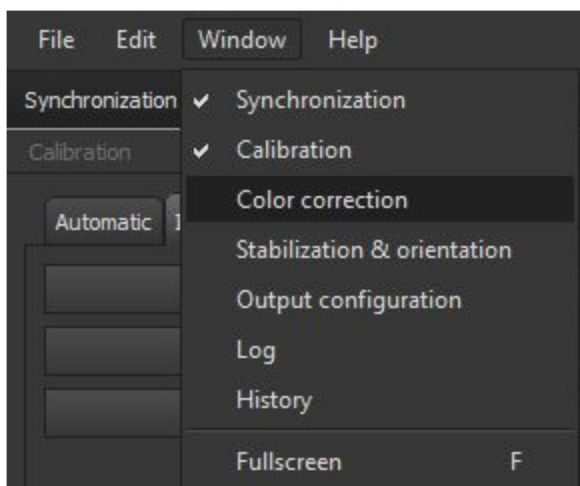 File Edit Window Help
Synchronization ✔ Synchronization
Calibration ✔ Calibration
Color correction
Automatic
Stabilization & orientation
Output configuration
Log
History
Fullscreen F